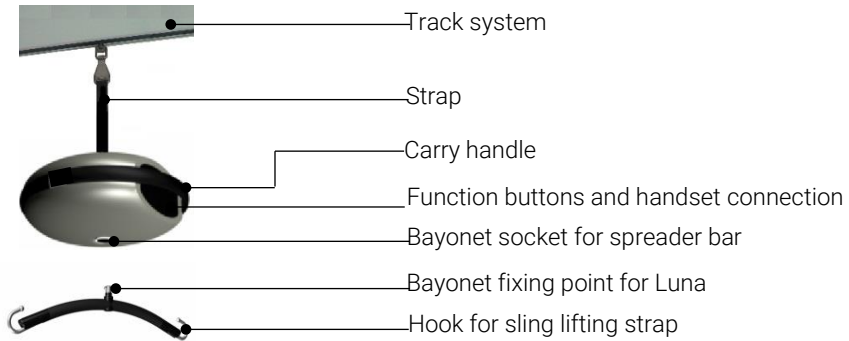 Track system
Strap
Carry handle
Function buttons and handset connection
Bayonet socket for spreader bar
Bayonet fixing point for Luna
Hook for sling lifting strap